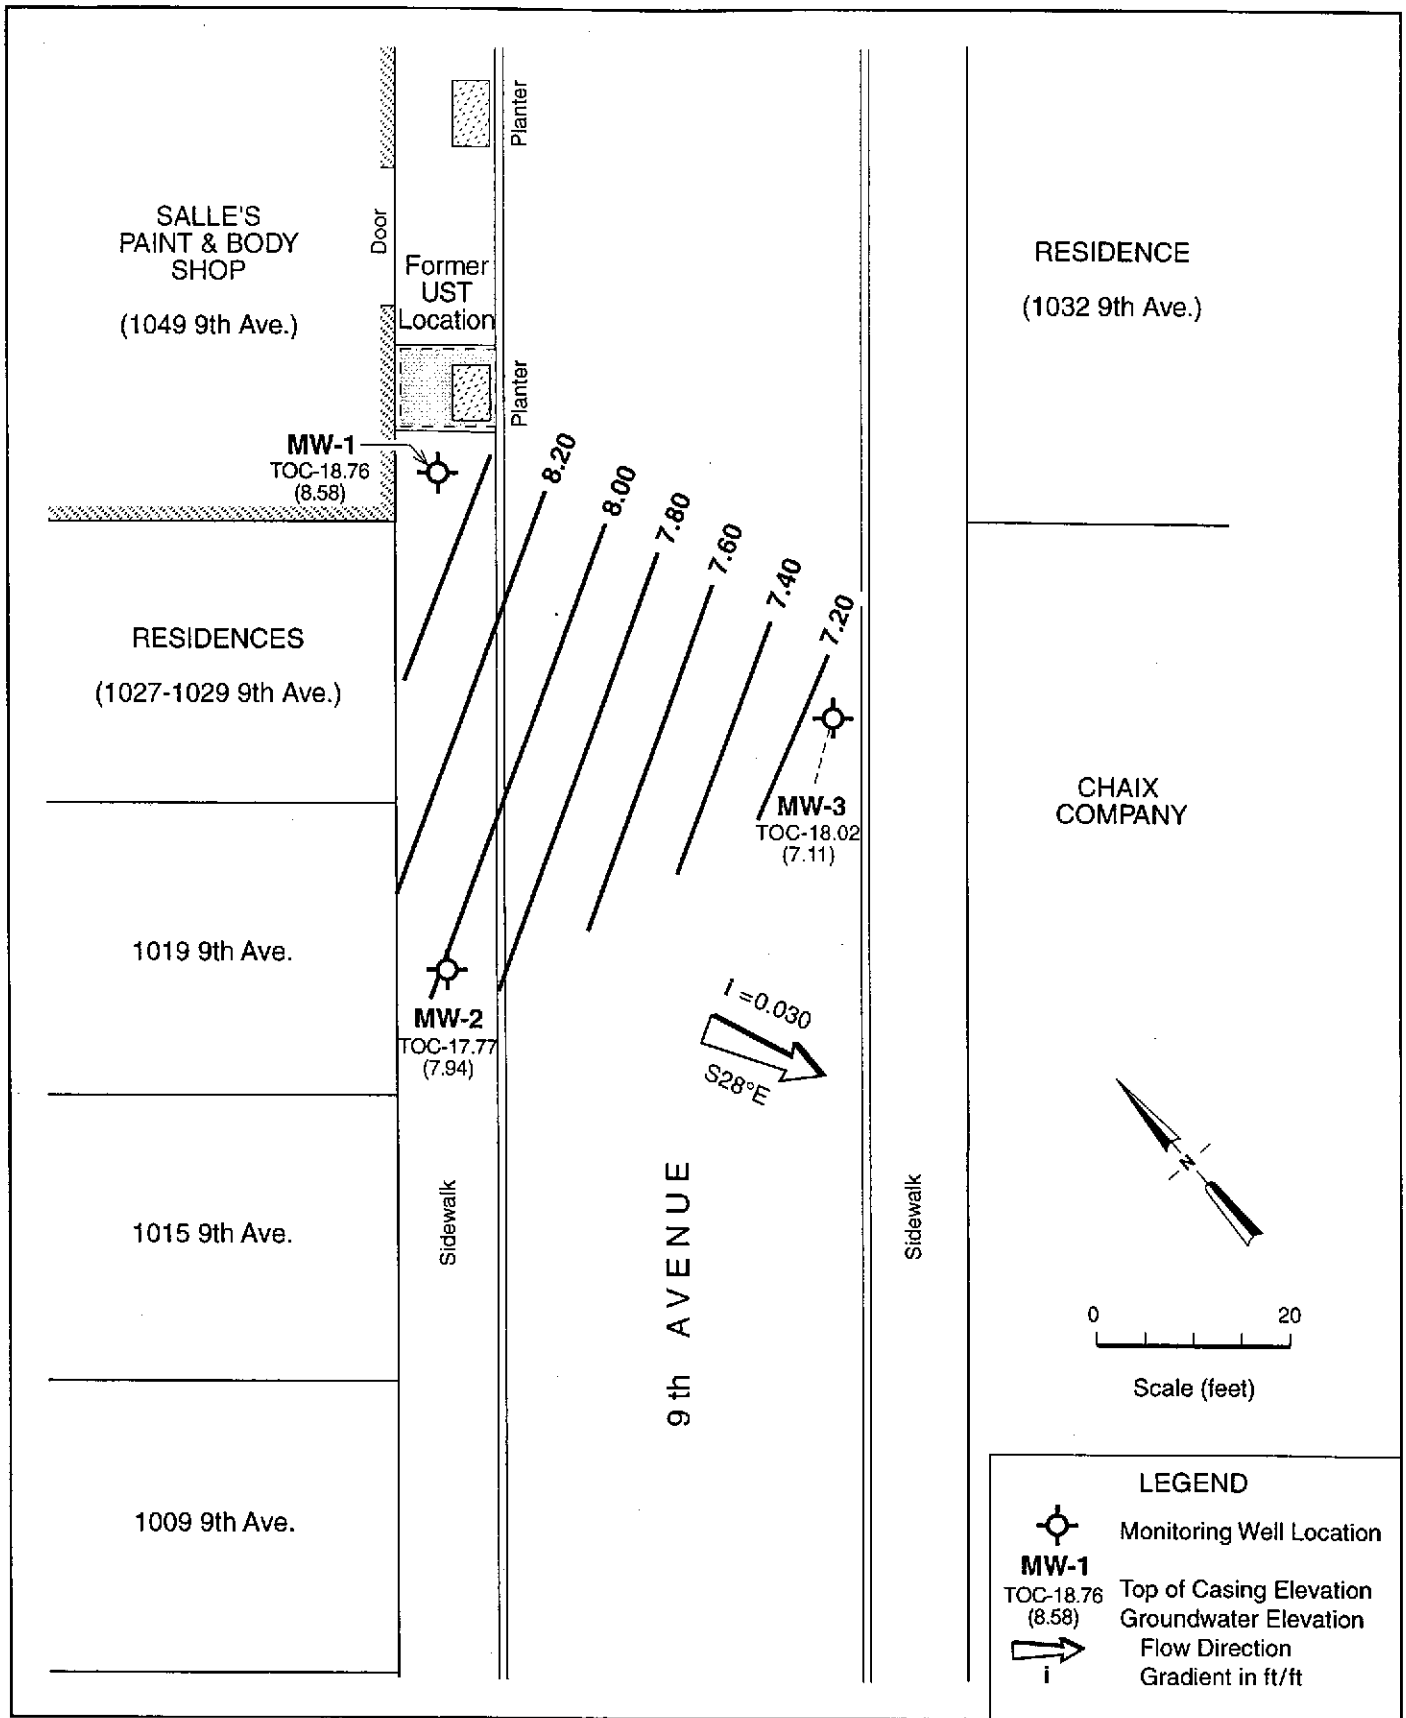 Planter
SALLE'S
PAINT & BODY
SHOP
(1049 9th Ave.)
Door
Former
UST
Location
Planter
RESIDENCE
(1032 9th Ave.)
MW-1
TOC-18.76
(8.58)
8.20
8.00
7.80
7.60
7.40
7.20
RESIDENCES
(1027-1029 9th Ave.)
MW-3
TOC-18.02
(7.11)
CHAIX
COMPANY
1019 9th Ave.
MW-2
TOC-17.77
(7.94)
i =0.030
S28°E
1015 9th Ave.
Sidewalk
9th AVENUE
Sidewalk
N
0 20
Scale (feet)
1009 9th Ave.
LEGEND
Monitoring Well Location
MW-1
TOC-18.76 Top of Casing Elevation
(8.58) Groundwater Elevation
Flow Direction
i Gradient in ft/ft